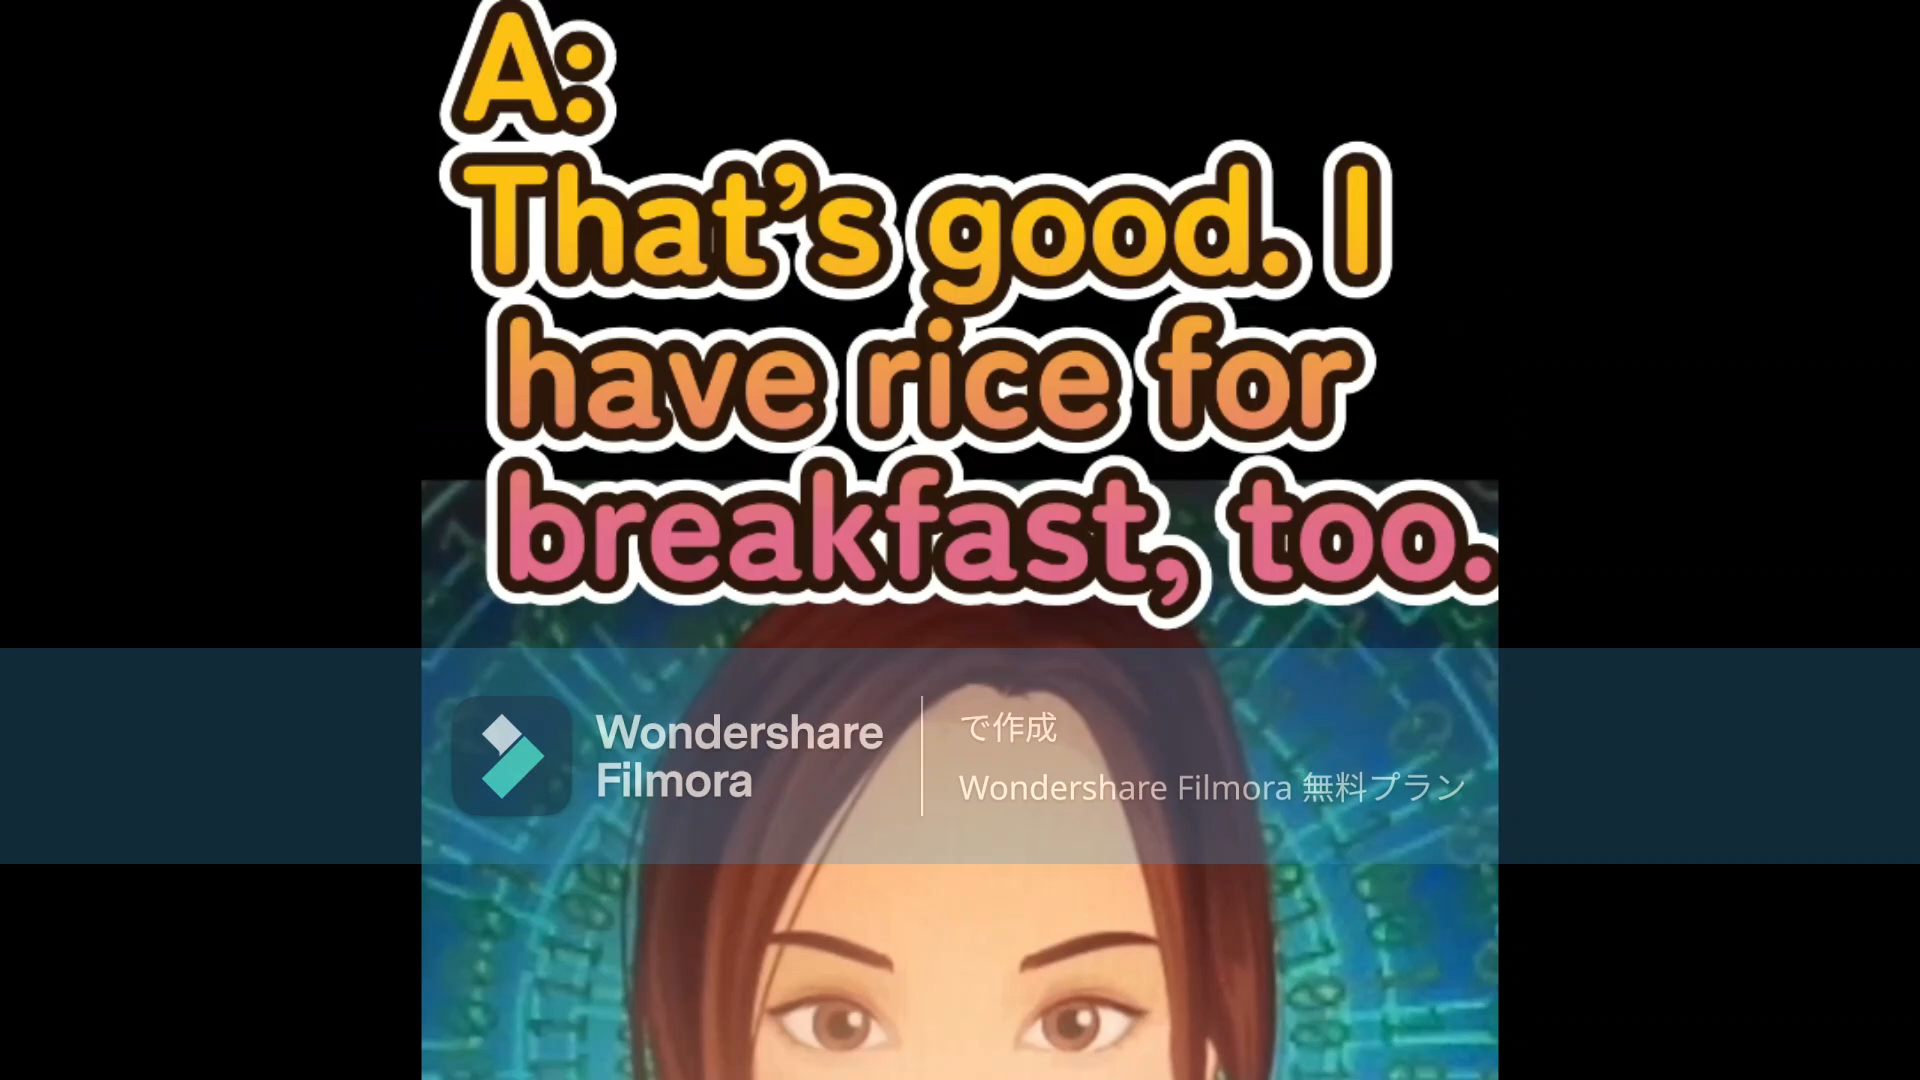 A:
That’s good. I
have rice for
breakfast, too.
Wondershare
Filmora
で作成
Wondershare Filmora 無料プラン